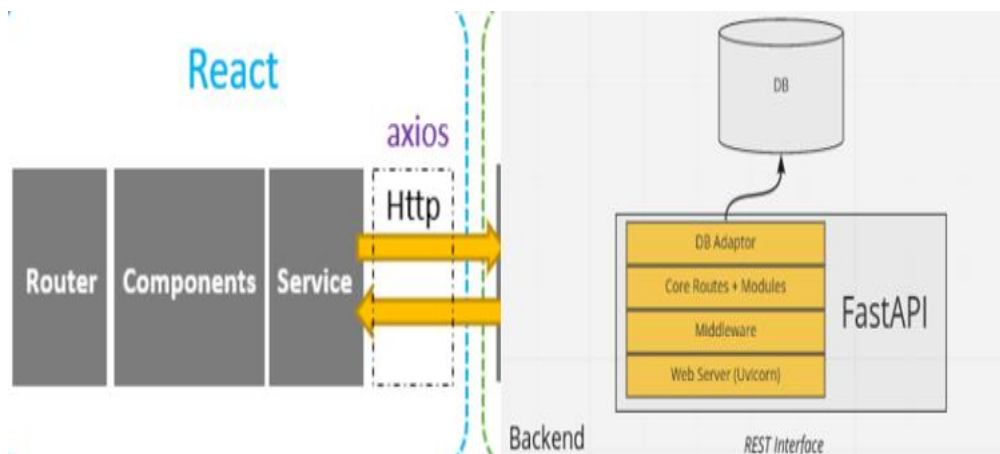 React
axios
Http
Router
Components
Service
DB
DB Adaptor
Core Routes + Modules
Middleware
Web Server (Uvicorn)
FastAPI
Backend
REST Interface